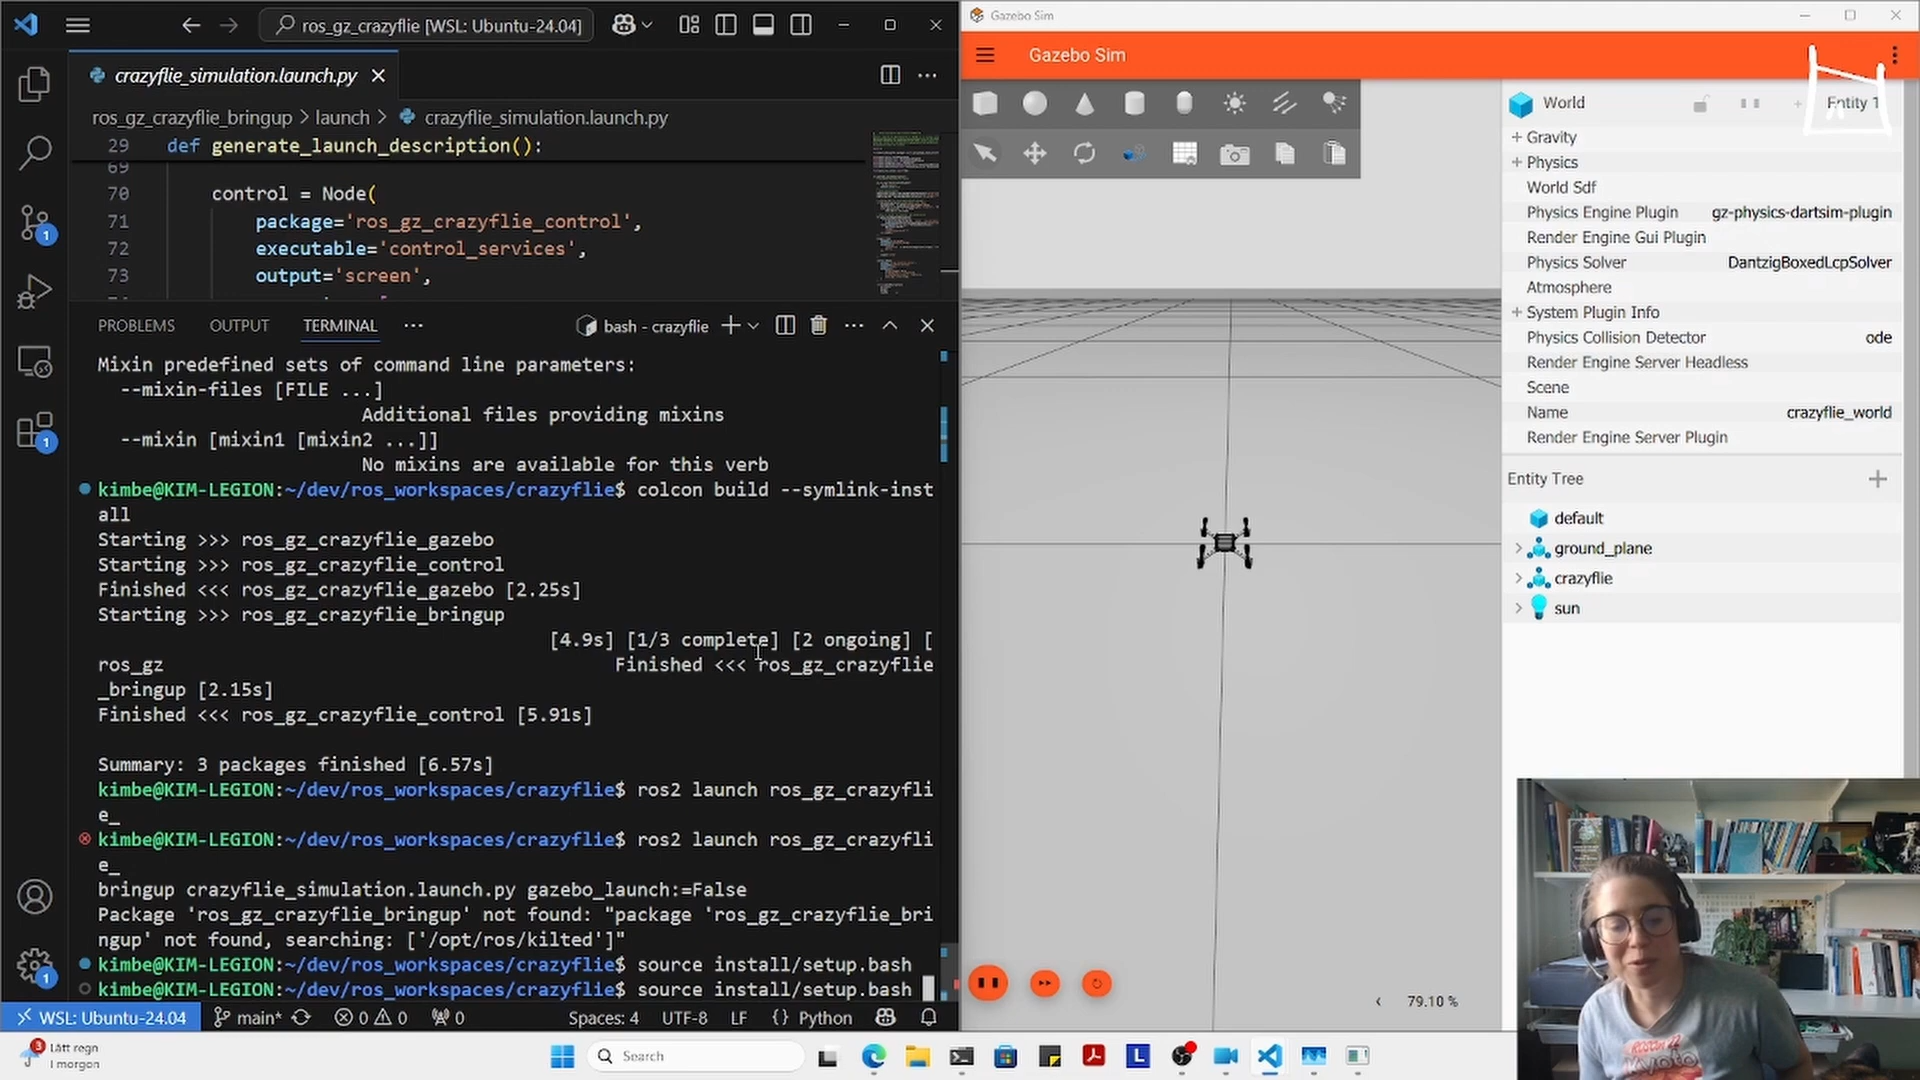 ros_gz_crazyflie [WSL: Ubuntu-24.04]
crazyflie_simulation.launch.py
ros_gz_crazyflie_bringup > launch > crazyflie_simulation.launch.py
29 def generate_launch_description():
69
70 control = Node(
71 package='ros_gz_crazyflie_control',
72 executable='control_services',
73 output='screen',
PROBLEMS OUTPUT TERMINAL ... bash - crazyflie
Mixin predefined sets of command line parameters:
--mixin-files [FILE ...]
Additional files providing mixins
--mixin [mixin1 [mixin2 ...]]
No mixins are available for this verb
kimbe@KIM-LEGION:~/dev/ros_workspaces/crazyflie$ colcon build --symlink-inst
all
Starting >>> ros_gz_crazyflie_gazebo
Starting >>> ros_gz_crazyflie_control
Finished <<< ros_gz_crazyflie_gazebo [2.25s]
Starting >>> ros_gz_crazyflie_bringup
[4.9s] [1/3 complete] [2 ongoing] [
ros_gz Finished <<< ros_gz_crazyflie
_bringup [2.15s]
Finished <<< ros_gz_crazyflie_control [5.91s]
Summary: 3 packages finished [6.57s]
kimbe@KIM-LEGION:~/dev/ros_workspaces/crazyflie$ ros2 launch ros_gz_crazyfli
e_
kimbe@KIM-LEGION:~/dev/ros_workspaces/crazyflie$ ros2 launch ros_gz_crazyfli
e_
bringup crazyflie_simulation.launch.py gazebo_launch:=False
Package 'ros_gz_crazyflie_bringup' not found: "package 'ros_gz_crazyflie_bri
ngup' not found, searching: ['/opt/ros/kilted']"
kimbe@KIM-LEGION:~/dev/ros_workspaces/crazyflie$ source install/setup.bash
kimbe@KIM-LEGION:~/dev/ros_workspaces/crazyflie$ source install/setup.bash
WSL: Ubuntu-24.04 main* 0 0 0 Spaces: 4 UTF-8 LF {} Python
Gazebo Sim
Gazebo Sim
World Entity 1
Gravity
Physics
World Sdf
Physics Engine Plugin gz-physics-dartsim-plugin
Render Engine Gui Plugin
Physics Solver DantzigBoxedLcpSolver
Atmosphere
System Plugin Info
Physics Collision Detector ode
Render Engine Server Headless
Scene
Name crazyflie_world
Render Engine Server Plugin
Entity Tree
default
ground_plane
crazyflie
sun
79.10 %
Kyoto
3 Lätt regn
I morgon
Search